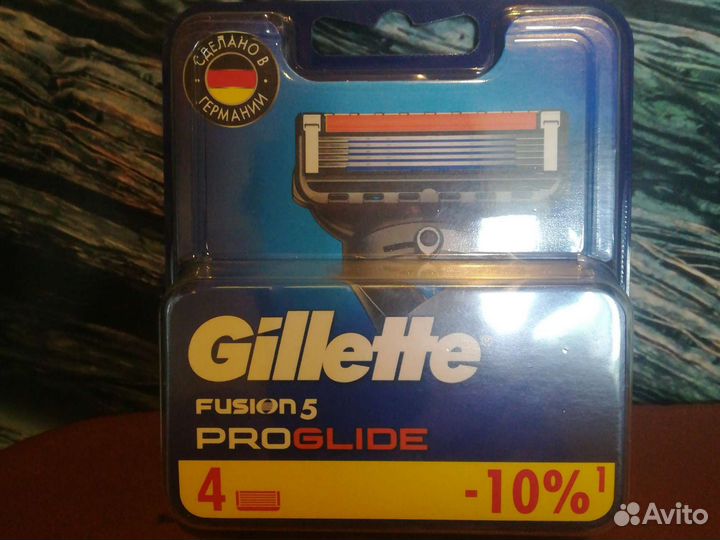 СДЕЛАНО В
ГЕРМАНИИ
Gillette®
FUSION5
PROGLIDE
4 -10%¹
Avito